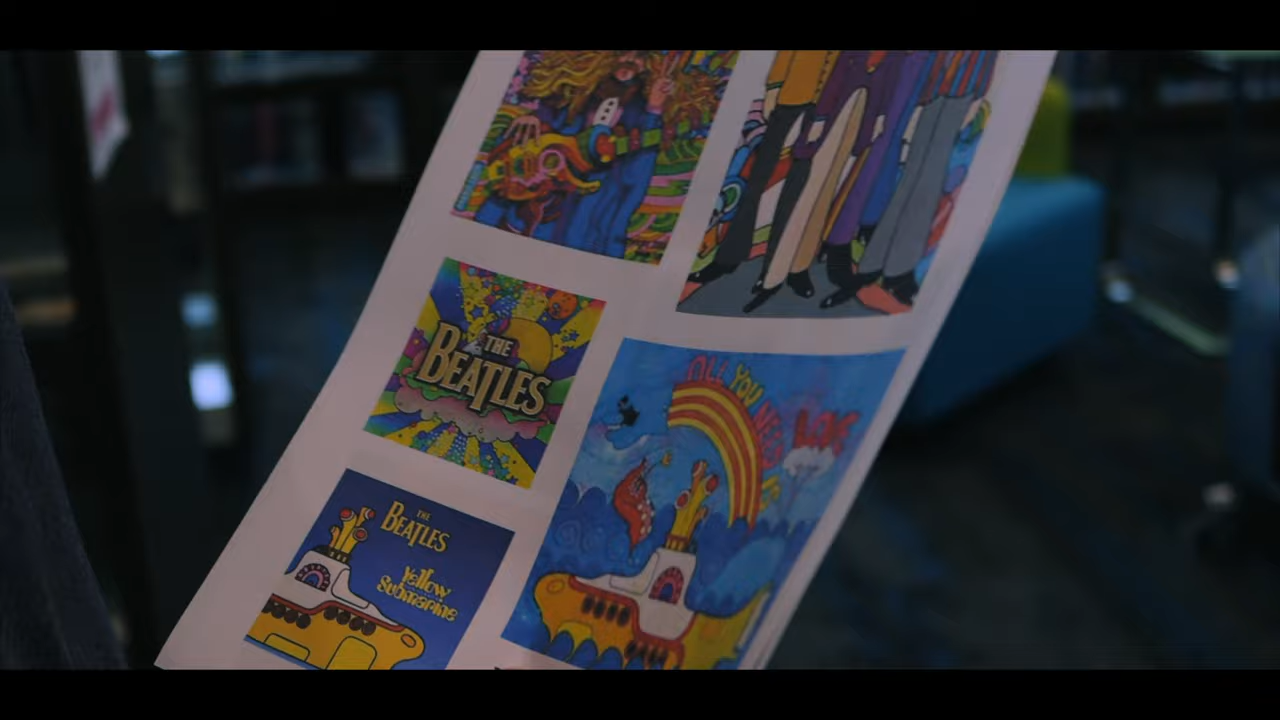 THE
BEATLES
ALL YOU
NEED
IS
LOVE
THE
BEATLES
Yellow
Submarine